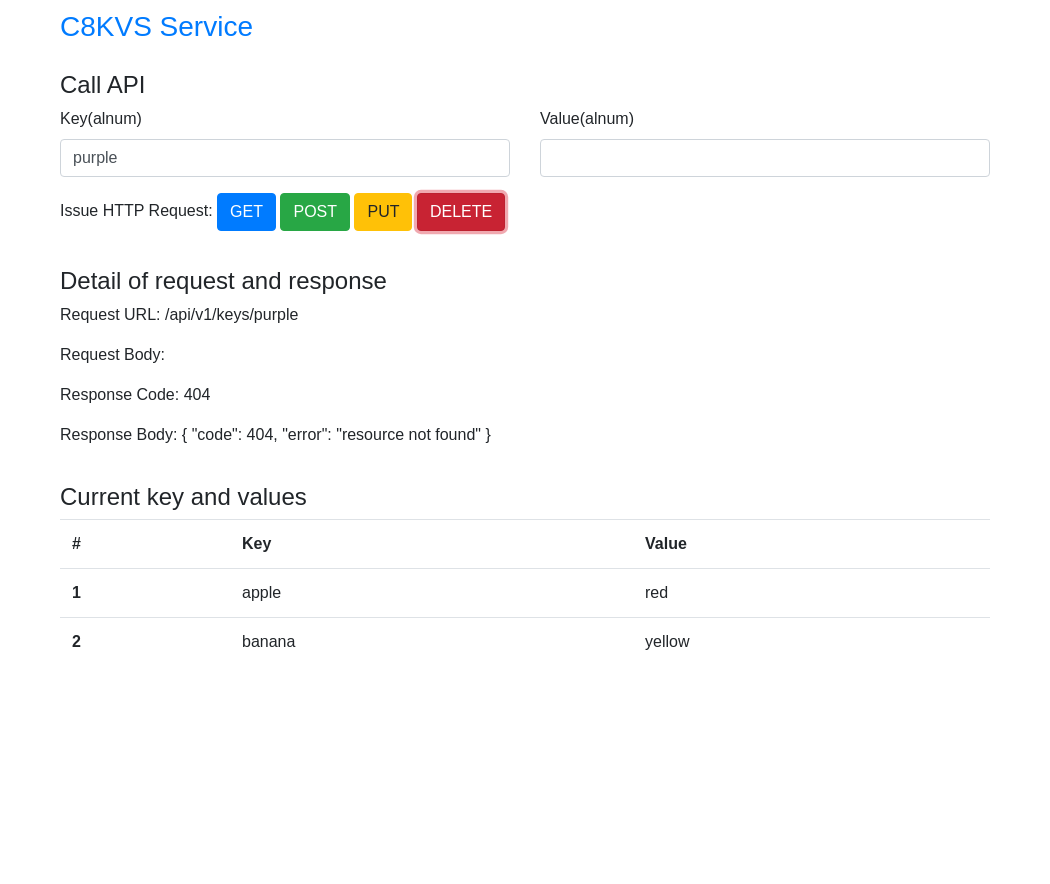 C8KVS Service
Call API
Key(alnum) Value(alnum)
purple
Issue HTTP Request: GET POST PUT DELETE
Detail of request and response
Request URL: /api/v1/keys/purple
Request Body:
Response Code: 404
Response Body: { "code": 404, "error": "resource not found" }
Current key and values
# Key Value
1 apple red
2 banana yellow